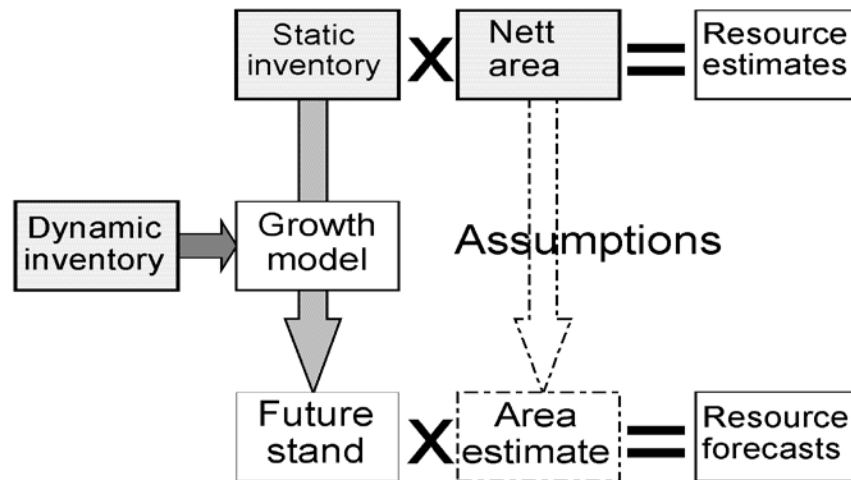 Static
inventory
X
Nett
area
=
Resource
estimates
Dynamic
inventory
Growth
model
Assumptions
Future
stand
X
Area
estimate
=
Resource
forecasts